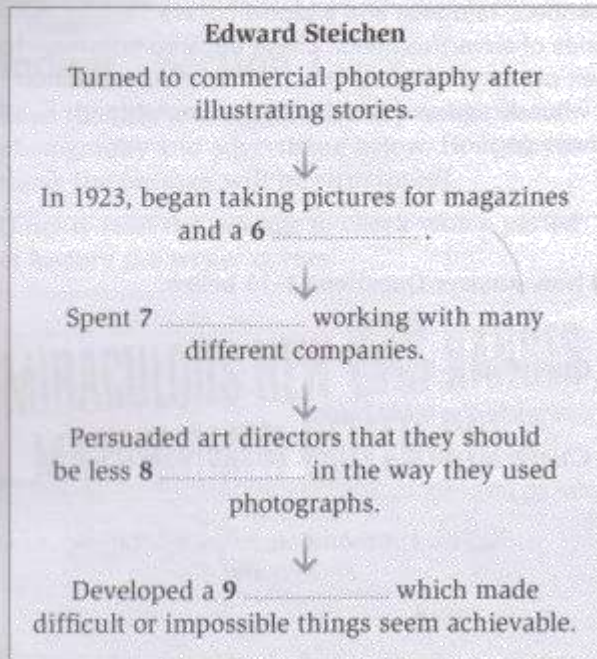 Edward Steichen
Turned to commercial photography after
illustrating stories.
↓
In 1923, began taking pictures for magazines
and a 6 .................... .
↓
Spent 7 .................... working with many
different companies.
↓
Persuaded art directors that they should
be less 8 .................... in the way they used
photographs.
↓
Developed a 9 .................... which made
difficult or impossible things seem achievable.